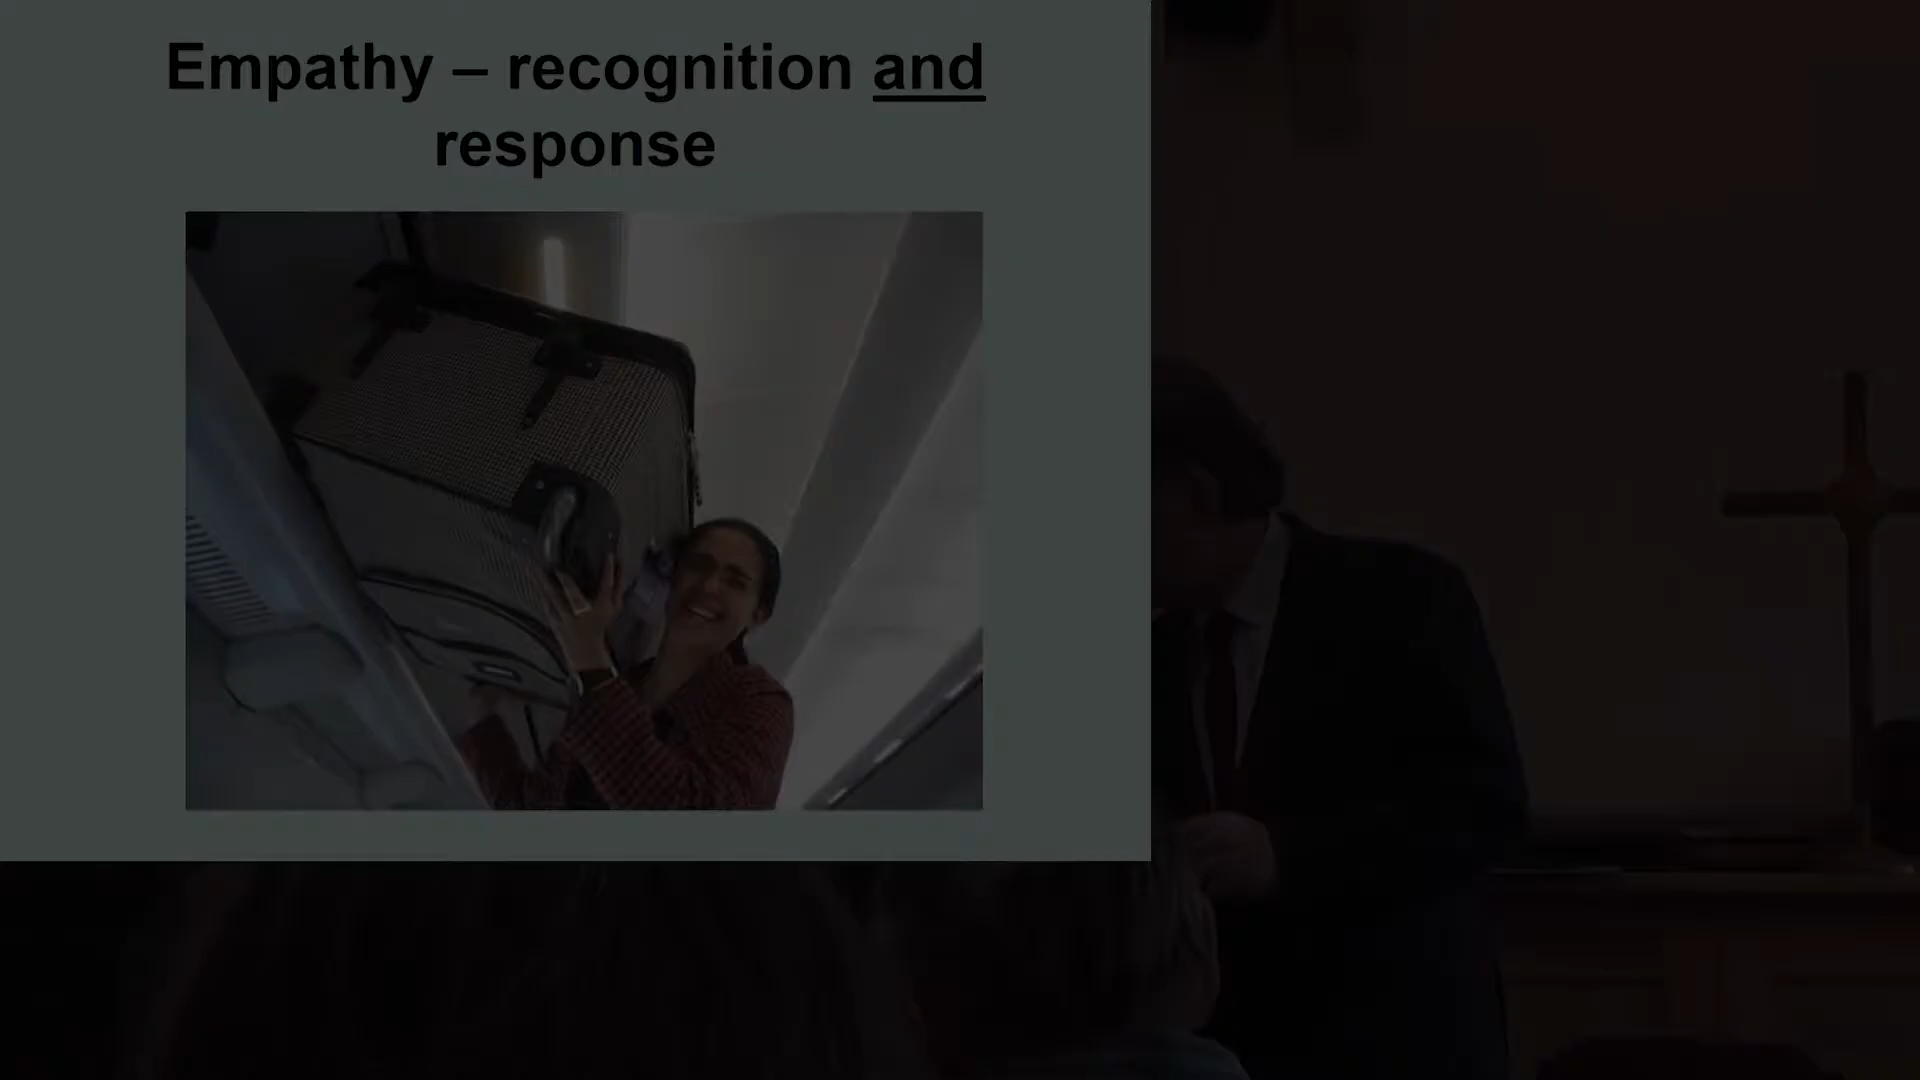 Empathy – recognition and
response